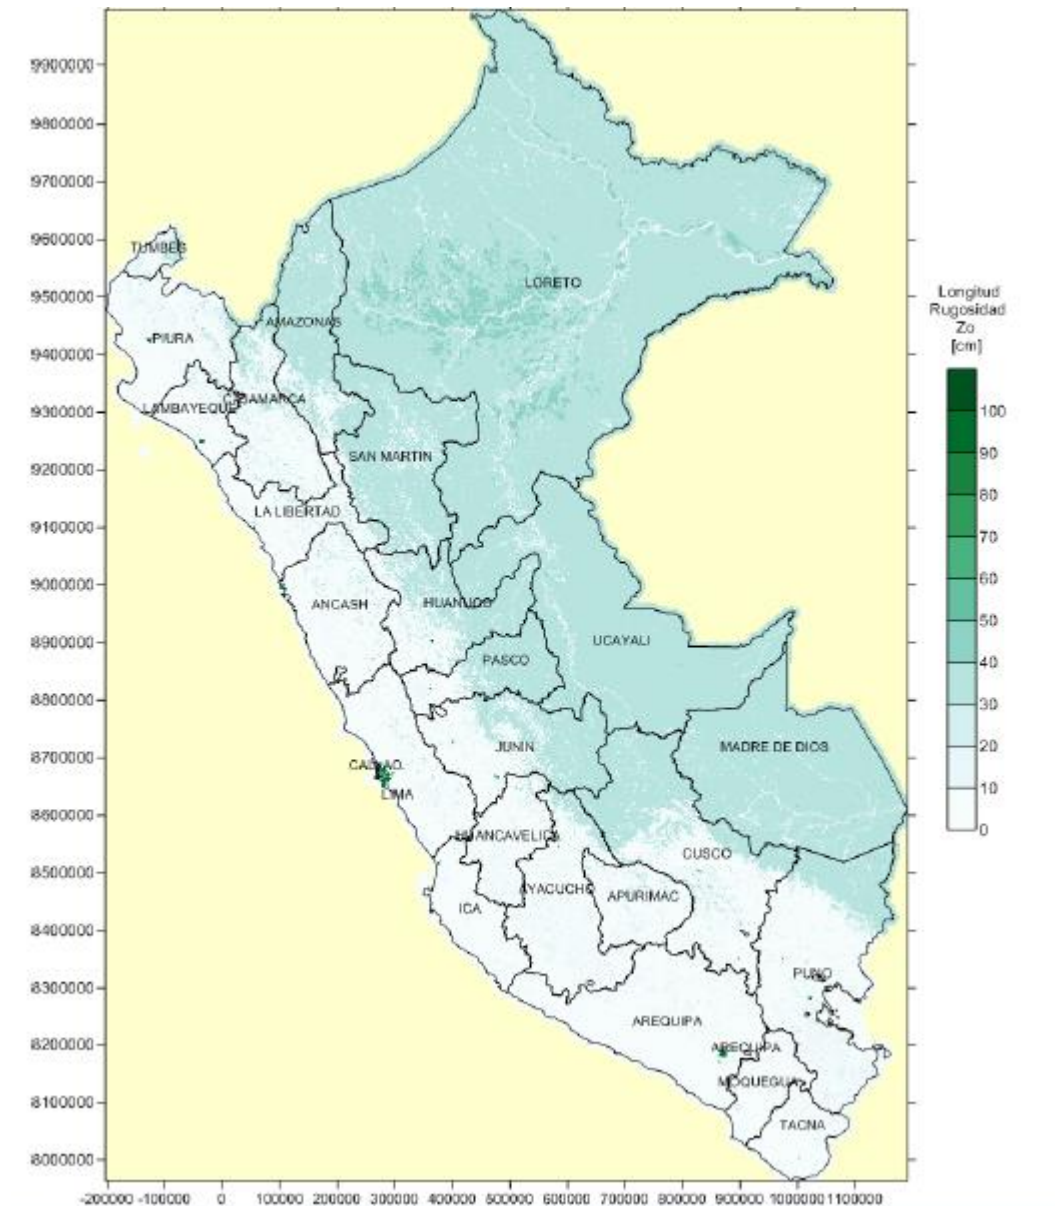 9900000
9800000
9700000
9600000
TUMBES
LORETO
9500000
AMAZONAS
PIURA
9400000
CAJAMARCA
LAMBAYEQUE
9300000
SAN MARTIN
9200000
LA LIBERTAD
9100000
9000000
ANCASH
HUANUCO
UCAYALI
8900000
PASCO
8800000
JUNIN
MADRE DE DIOS
8700000
CALLAO
LIMA
8600000
HUANCAVELICA
CUSCO
8500000
AYACUCHO
APURIMAC
ICA
8400000
PUNO
8300000
AREQUIPA
8200000
AREQUIPA
MOQUEGUA
8100000
TACNA
8000000
-200000 -100000 0 100000 200000 300000 400000 500000 600000 700000 800000 900000 1000000 1100000
Longitud
Rugosidad
Zo
[cm]
100
90
80
70
60
50
40
30
20
10
0